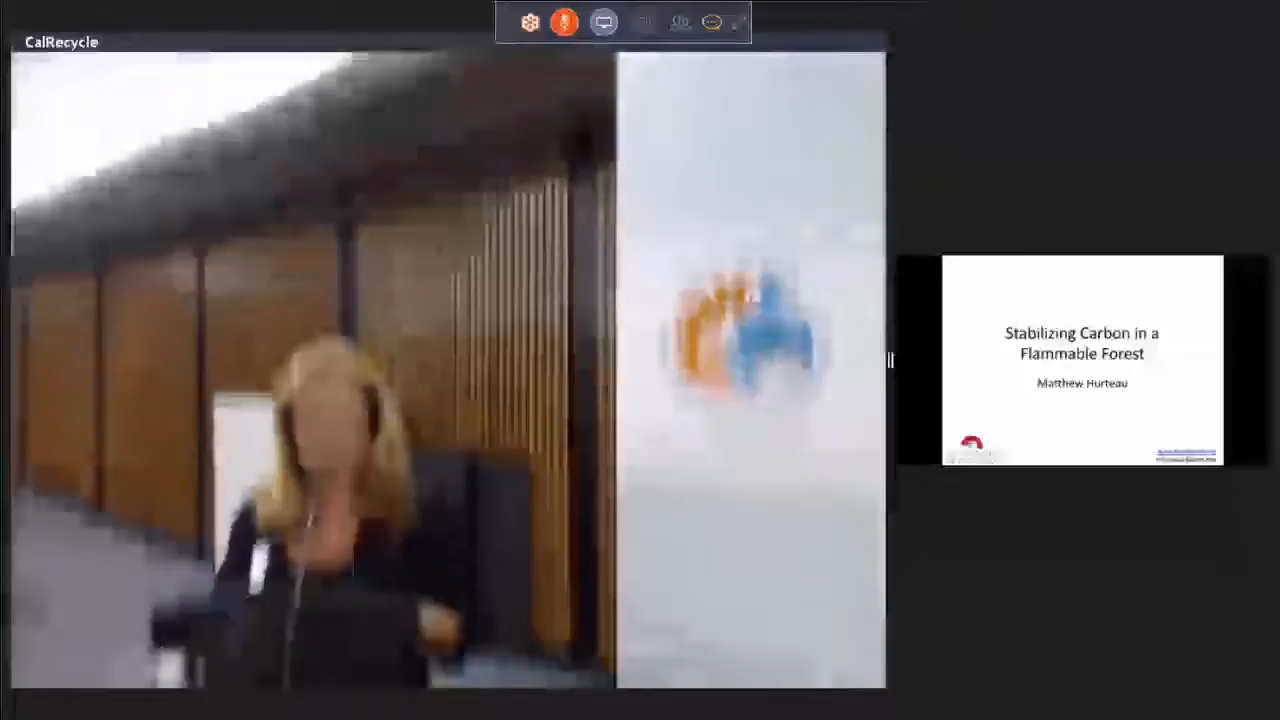 CalRecycle
Stabilizing Carbon in a
Flammable Forest
Matthew Hurteau